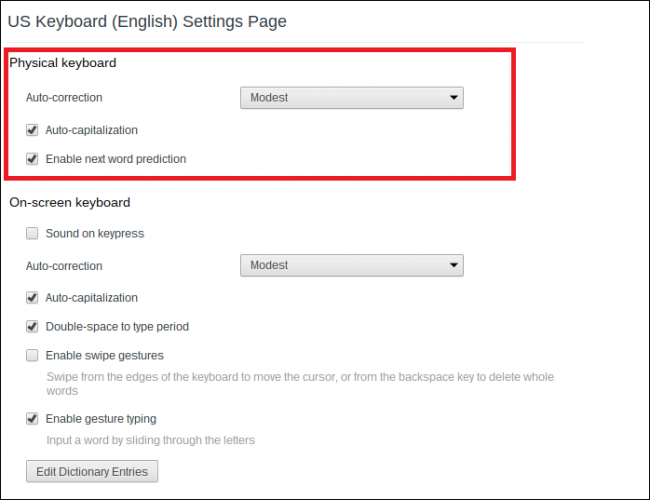 US Keyboard (English) Settings Page
Physical keyboard
Auto-correction Modest
Auto-capitalization
Enable next word prediction
On-screen keyboard
Sound on keypress
Auto-correction Modest
Auto-capitalization
Double-space to type period
Enable swipe gestures
Swipe from the edges of the keyboard to move the cursor, or from the backspace key to delete whole
words
Enable gesture typing
Input a word by sliding through the letters
Edit Dictionary Entries